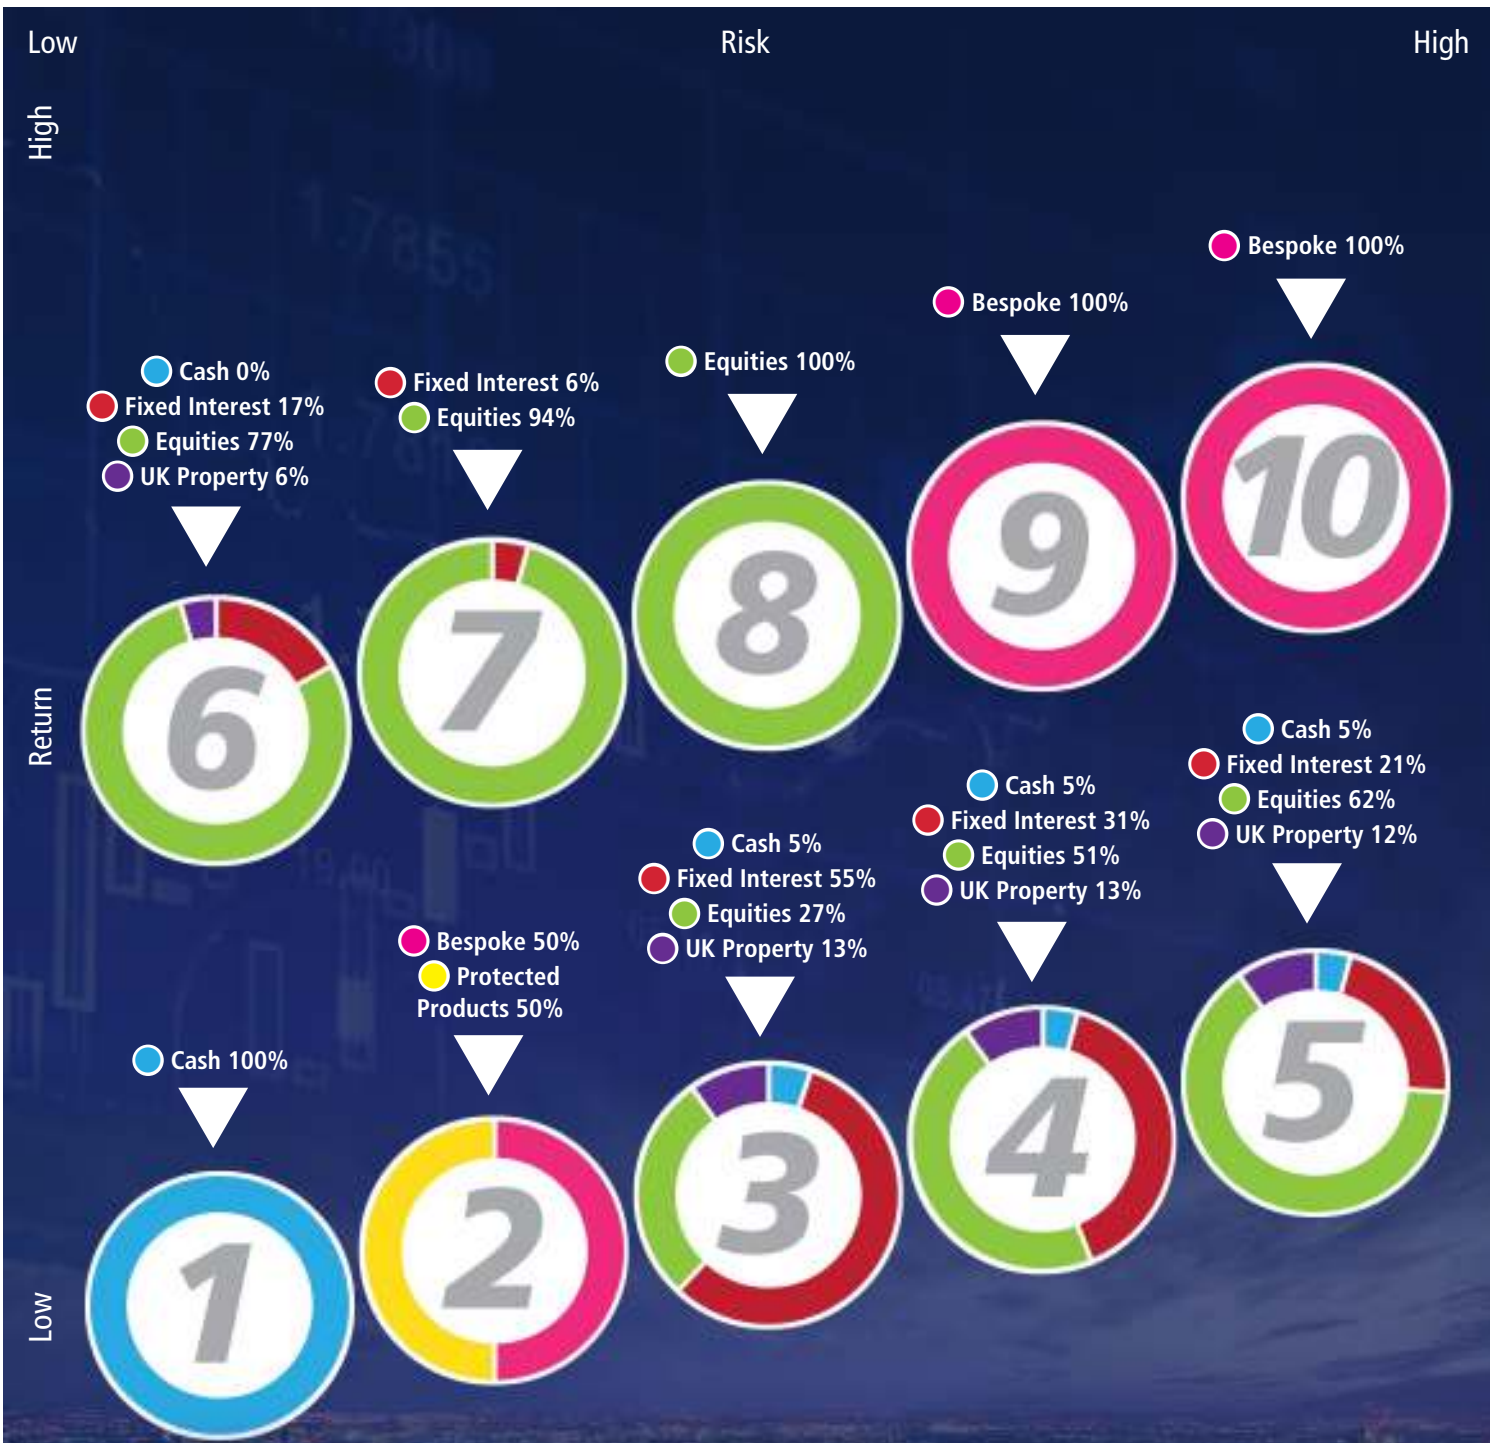 Low
Risk
High
High
Return
Low
Cash 0%
Fixed Interest 17%
Equities 77%
UK Property 6%
6
Fixed Interest 6%
Equities 94%
7
Equities 100%
8
Bespoke 100%
9
Bespoke 100%
10
Cash 100%
1
Bespoke 50%
Protected
Products 50%
2
Cash 5%
Fixed Interest 55%
Equities 27%
UK Property 13%
3
Cash 5%
Fixed Interest 31%
Equities 51%
UK Property 13%
4
Cash 5%
Fixed Interest 21%
Equities 62%
UK Property 12%
5
1.7855